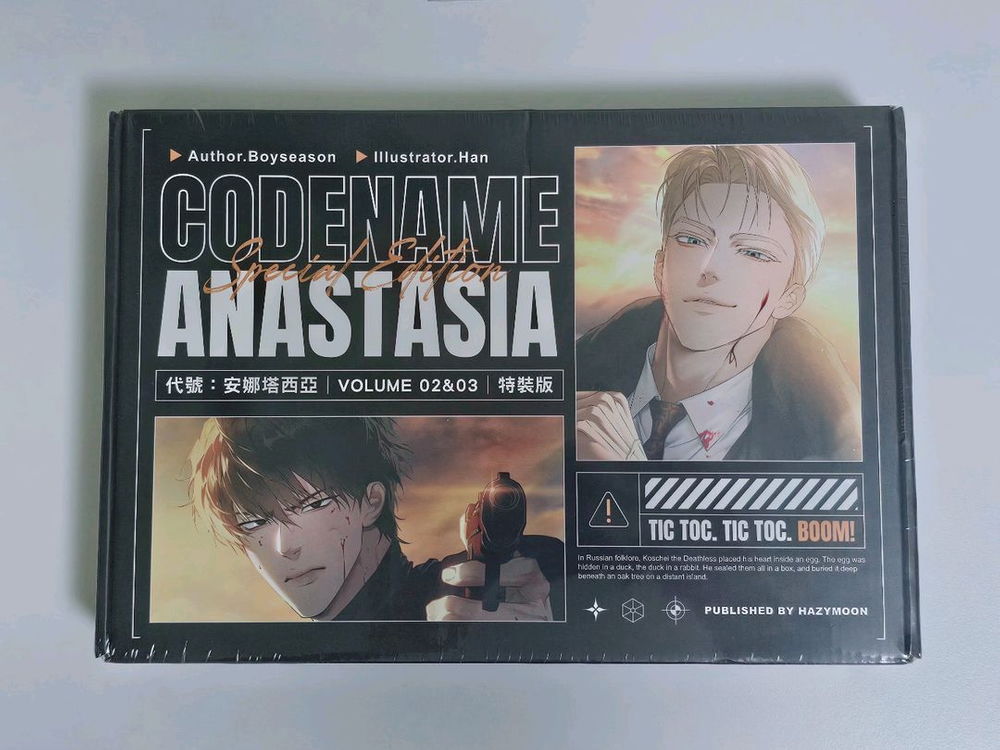 Author.Boyseason Illustrator.Han
CODENAME
Special Edition
ANASTASIA
代號：安娜塔西亞 | VOLUME 02&03 | 特裝版
TIC TOC. TIC TOC. BOOM!
In Russian folklore, Koschei the Deathless placed his heart inside an egg. The egg was
hidden in a duck, the duck in a rabbit. He sealed them all in a box, and buried it deep
beneath an oak tree on a distant island.
PUBLISHED BY HAZYMOON